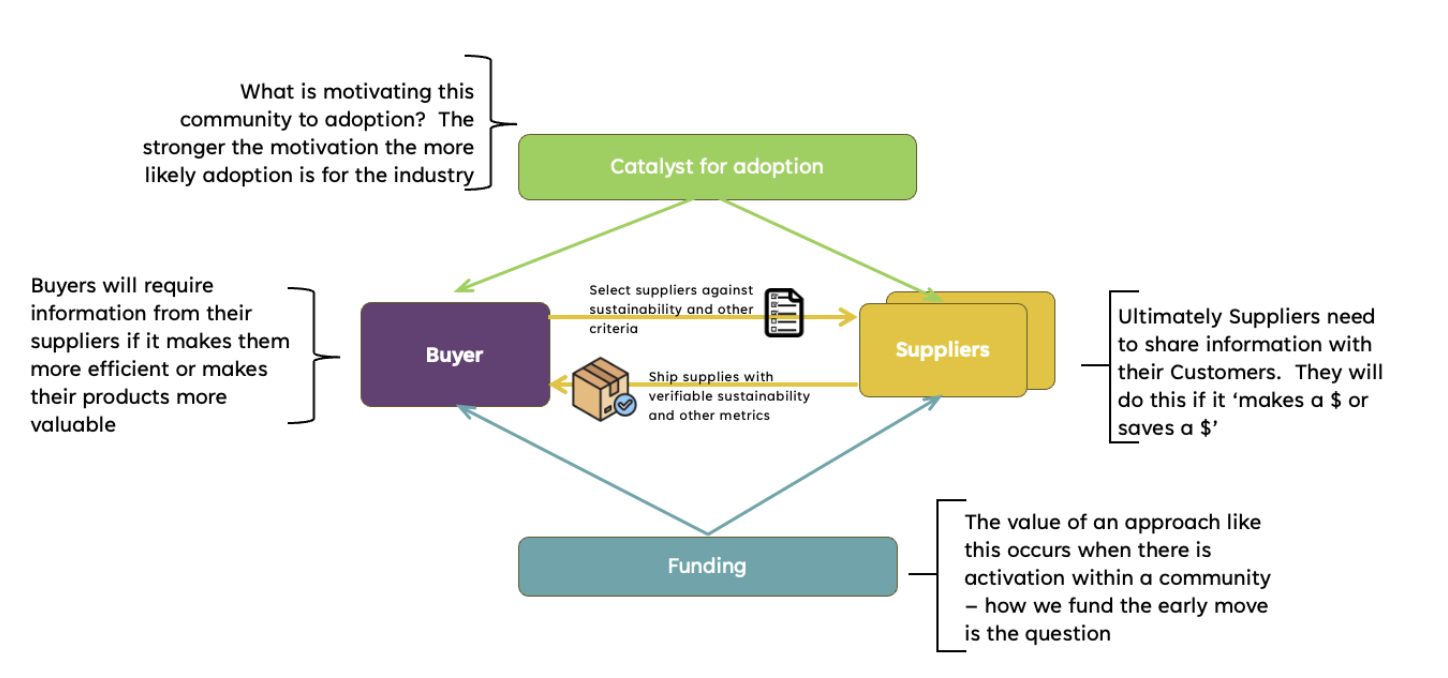 What is motivating this
community to adoption?  The
stronger the motivation the more
likely adoption is for the industry
Catalyst for adoption
Buyers will require
information from their
suppliers if it makes them
more efficient or makes
their products more
valuable
Buyer
Select suppliers against
sustainability and other
criteria
Ship supplies with
verifiable sustainability
and other metrics
Suppliers
Ultimately Suppliers need
to share information with
their Customers.  They will
do this if it ‘makes a $ or
saves a $’
Funding
The value of an approach like
this occurs when there is
activation within a community
– how we fund the early move
is the question